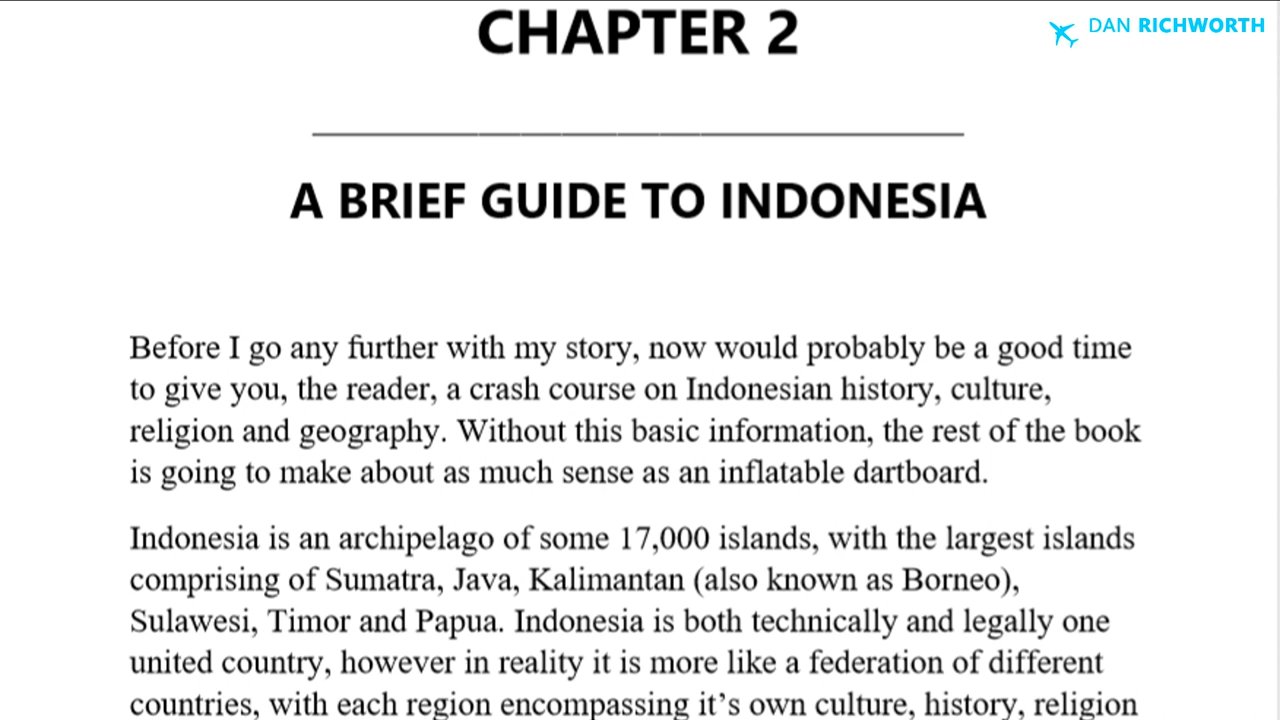 CHAPTER 2
DAN RICHWORTH
A BRIEF GUIDE TO INDONESIA
Before I go any further with my story, now would probably be a good time
to give you, the reader, a crash course on Indonesian history, culture,
religion and geography. Without this basic information, the rest of the book
is going to make about as much sense as an inflatable dartboard.
Indonesia is an archipelago of some 17,000 islands, with the largest islands
comprising of Sumatra, Java, Kalimantan (also known as Borneo),
Sulawesi, Timor and Papua. Indonesia is both technically and legally one
united country, however in reality it is more like a federation of different
countries, with each region encompassing it’s own culture, history, religion